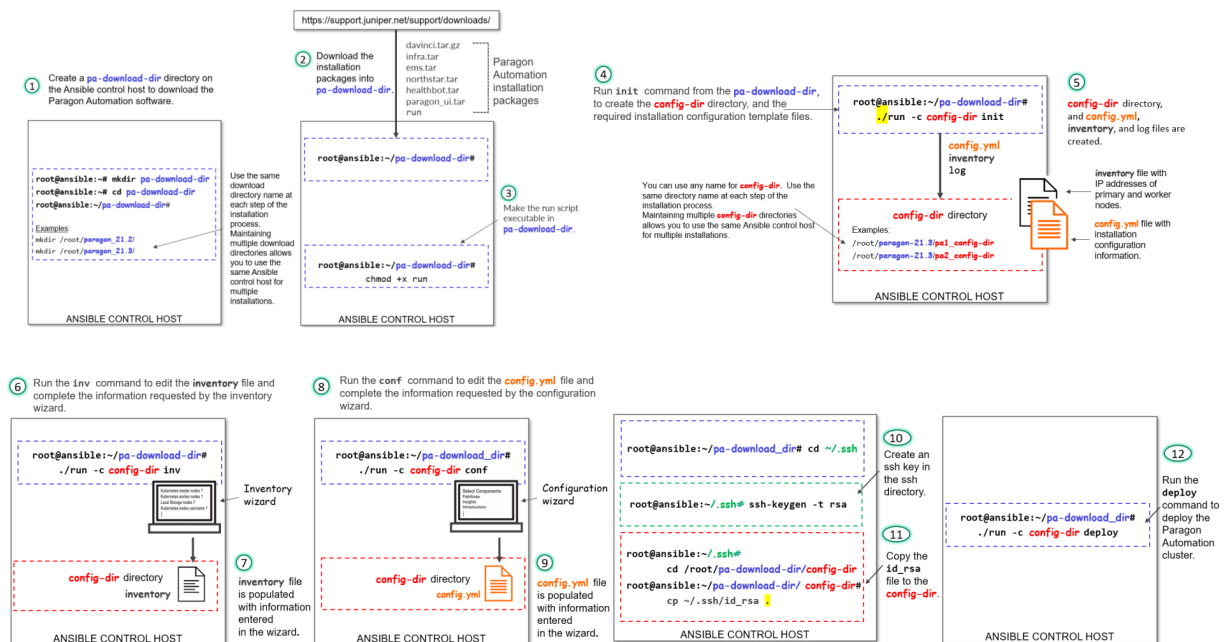 https://support.juniper.net/support/downloads/
1
Create a pa-download-dir directory on
the Ansible control host to download the
Paragon Automation software.
root@ansible:~# mkdir pa-download-dir
root@ansible:~# cd pa-download-dir
root@ansible:~/pa-download-dir#
Examples:
mkdir /root/paragon_21.2/
mkdir /root/paragon_21.3/
ANSIBLE CONTROL HOST
Use the same
download
directory name at
each step of the
installation
process.
Maintaining
multiple download
directories allows
you to use the
same Ansible
control host for
multiple
installations.
2
Download the
installation
packages into
pa-download-dir.
davinci.tar.gz
infra.tar
ems.tar
northstar.tar
healthbot.tar
paragon_ui.tar
run
Paragon
Automation
installation
packages
root@ansible:~/pa-download-dir#
3
Make the run script
executable in
pa-download-dir.
root@ansible:~/pa-download-dir#
chmod +x run
ANSIBLE CONTROL HOST
4
Run init command from the pa-download-dir,
to create the config-dir directory, and the
required installation configuration template files.
root@ansible:~/pa-download-dir#
./run -c config-dir init
config.yml
inventory
log
You can use any name for config-dir. Use the
same directory name at each step of the
installation process.
Maintaining multiple config-dir directories
allows you to use the same Ansible control host
for multiple installations.
config-dir directory
Examples:
/root/paragon-21.3/pa1_config-dir
/root/paragon-21.3/pa2_config-dir
ANSIBLE CONTROL HOST
5
config-dir directory,
and config.yml,
inventory, and log files are
created.
inventory file with
IP addresses of
primary and worker
nodes.
config.yml file with
installation
configuration
information.
6
Run the inv command to edit the inventory file and
complete the information requested by the inventory
wizard.
root@ansible:~/pa-download-dir#
./run -c config-dir inv
Kubernetes master nodes ?
Kubernetes worker nodes ?
Local Storage nodes ?
Kubernetes nodes username ?
Inventory
wizard
config-dir directory
inventory
ANSIBLE CONTROL HOST
7
inventory file
is populated
with information
entered
in the wizard.
8
Run the conf command to edit the config.yml file and
complete the information requested by the configuration
wizard.
root@ansible:~/pa-download_dir#
./run -c config-dir conf
Select Components
Pathfinder
Insights
Infrastructure
Configuration
wizard
config-dir directory
config.yml
ANSIBLE CONTROL HOST
9
config.yml file
is populated
with information
entered
in the wizard.
root@ansible:~/pa-download_dir# cd ~/.ssh
root@ansible:~/.ssh# ssh-keygen -t rsa
root@ansible:~/.ssh#
cd /root/pa-download-dir/config-dir
root@ansible:~/pa-download-dir/ config-dir#
cp ~/.ssh/id_rsa .
ANSIBLE CONTROL HOST
10
Create an
ssh key in
the ssh
directory.
11
Copy the
id_rsa
file to the
config-dir.
root@ansible:~/pa-download_dir#
./run -c config-dir deploy
ANSIBLE CONTROL HOST
12
Run the
deploy
command to
deploy the
Paragon
Automation
cluster.